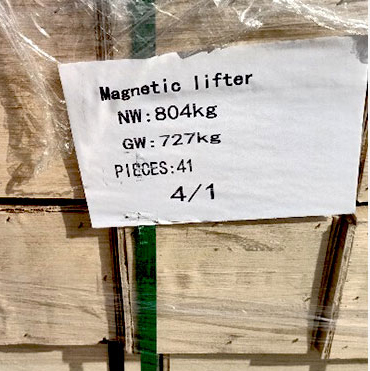 Magnetic lifter
NW:804kg
GW:727kg
PIECES:41
4/1